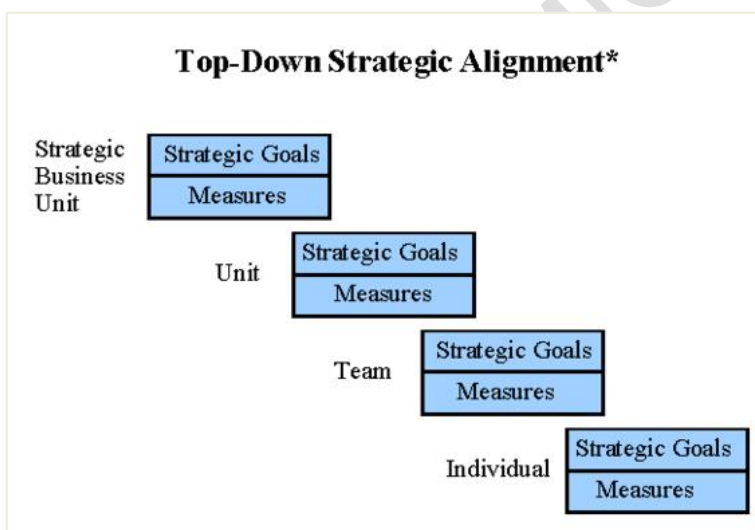 Top-Down Strategic Alignment*
Strategic
Business
Unit
Strategic Goals
Measures
Unit
Strategic Goals
Measures
Team
Strategic Goals
Measures
Individual
Strategic Goals
Measures